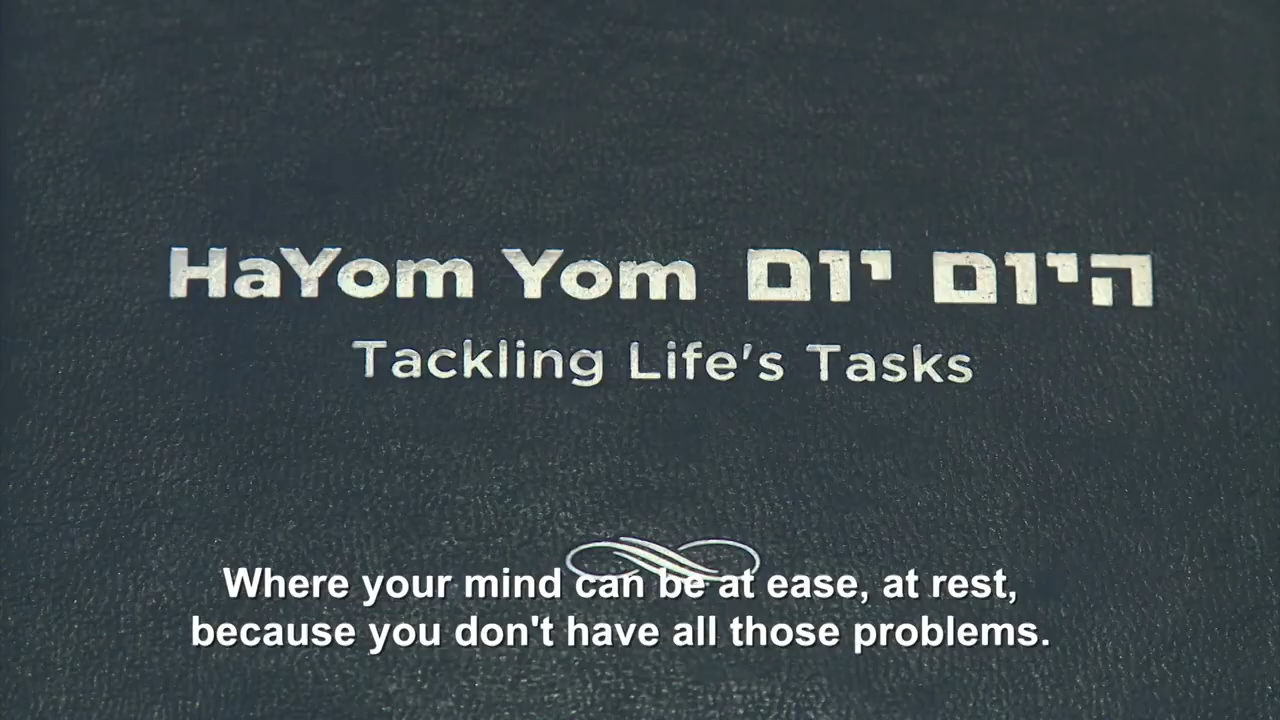 HaYom Yom היום יום
Tackling Life's Tasks
Where your mind can be at ease, at rest,
because you don't have all those problems.